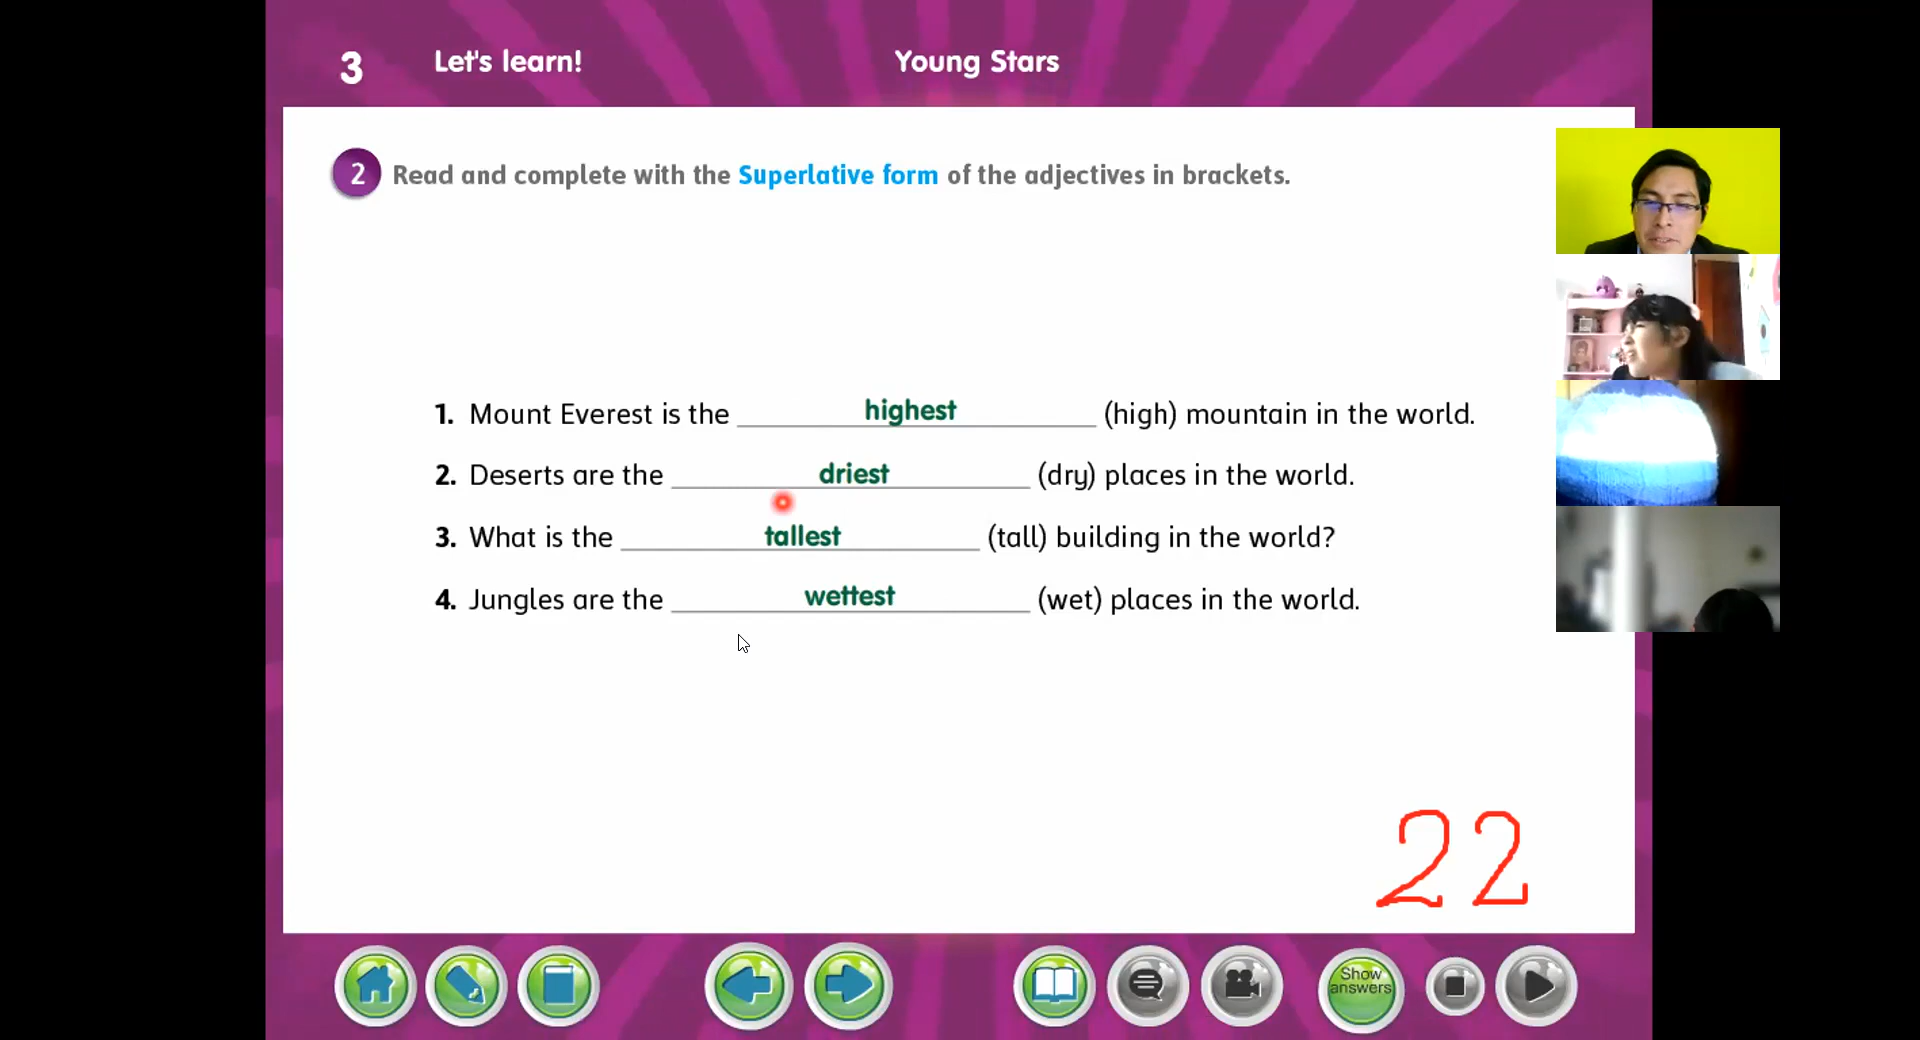 3 Let's learn! Young Stars
2 Read and complete with the Superlative form of the adjectives in brackets.
1. Mount Everest is the highest (high) mountain in the world.
2. Deserts are the driest (dry) places in the world.
3. What is the tallest (tall) building in the world?
4. Jungles are the wettest (wet) places in the world.
22
Show
answers